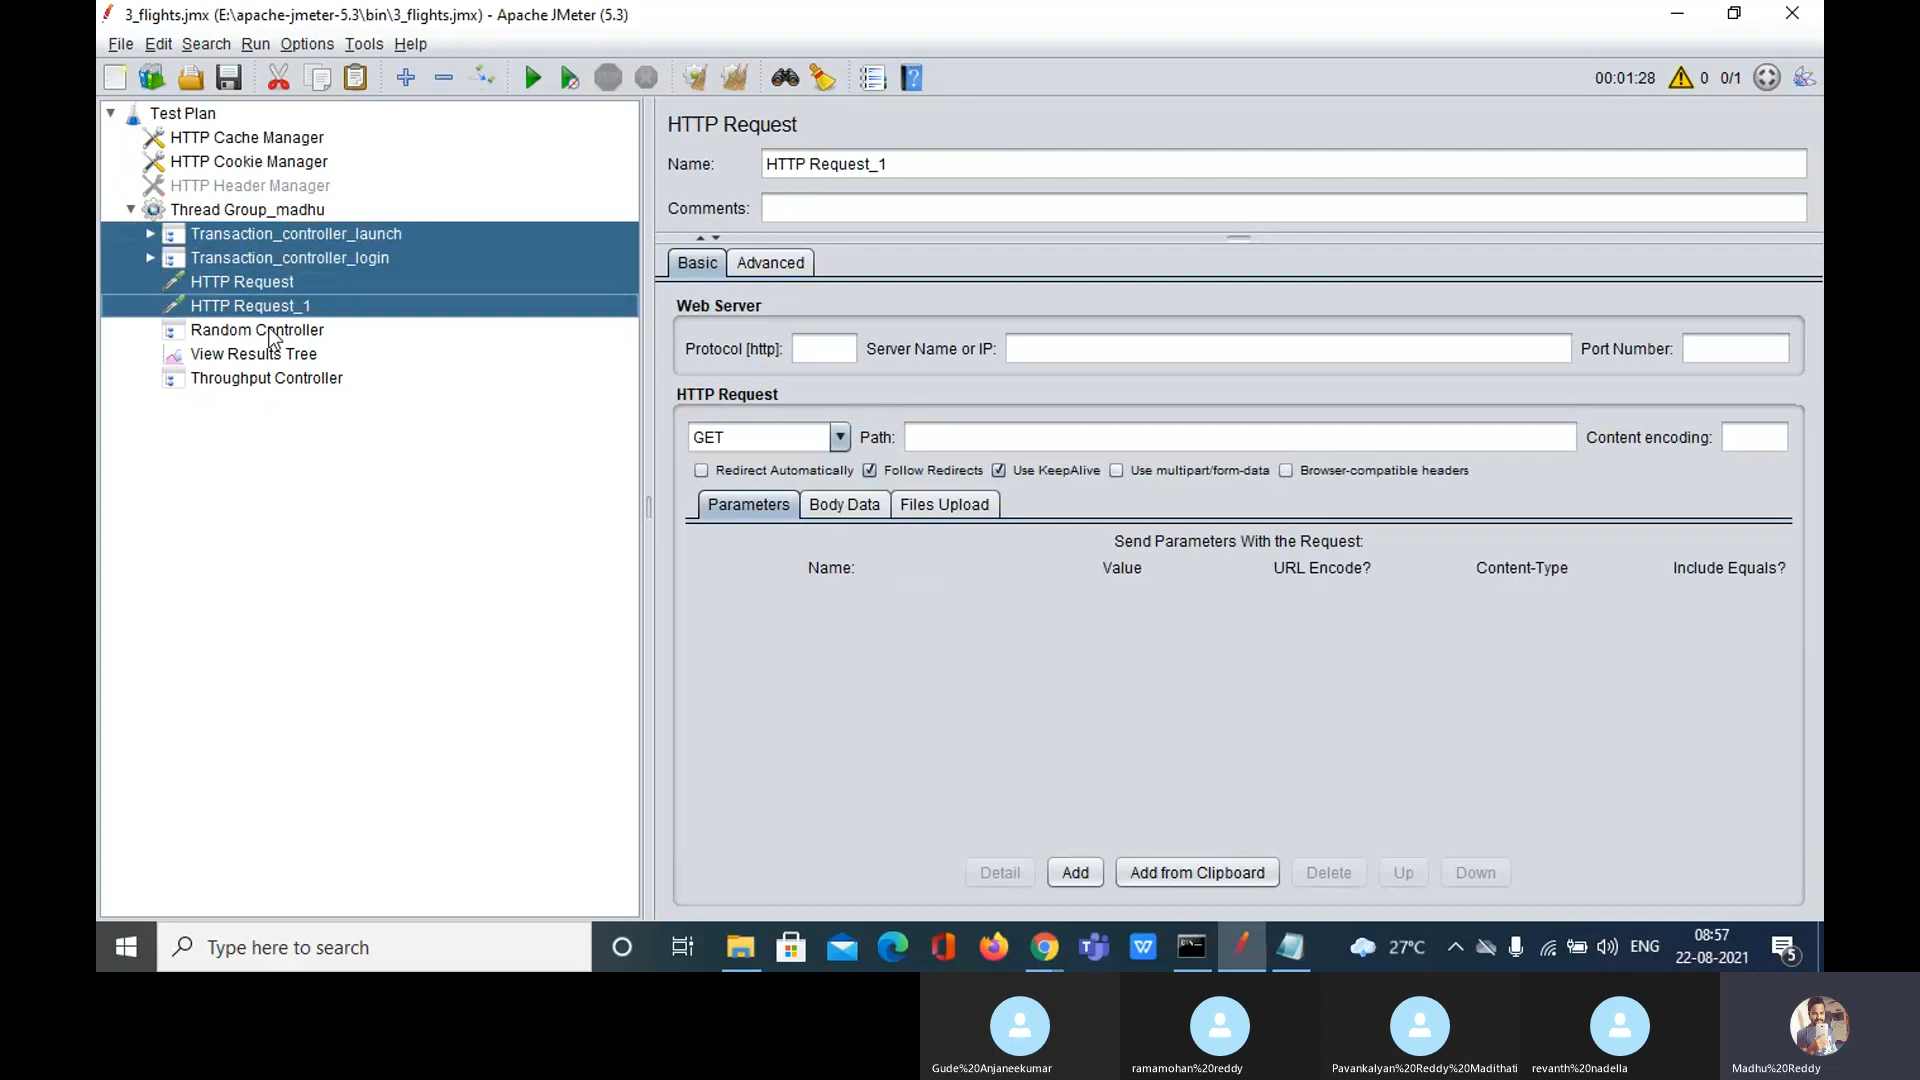 3_flights.jmx (E:\apache-jmeter-5.3\bin\3_flights.jmx) - Apache JMeter (5.3)
File Edit Search Run Options Tools Help
00:01:28 0 0/1
Test Plan
HTTP Cache Manager
HTTP Cookie Manager
HTTP Header Manager
Thread Group_madhu
Transaction_controller_launch
Transaction_controller_login
HTTP Request
HTTP Request_1
Random Controller
View Results Tree
Throughput Controller
HTTP Request
Name: HTTP Request_1
Comments:
Basic Advanced
Web Server
Protocol [http]: Server Name or IP: Port Number:
HTTP Request
GET Path: Content encoding:
Redirect Automatically Follow Redirects Use KeepAlive Use multipart/form-data Browser-compatible headers
Parameters Body Data Files Upload
Send Parameters With the Request:
Name: Value URL Encode? Content-Type Include Equals?
Detail Add Add from Clipboard Delete Up Down
Type here to search
27°C ENG
08:57
22-08-2021
5
Gude%20Anjaneekumar
ramamohan%20reddy
Pavankalyan%20Reddy%20Madithati
revanth%20nadella
Madhu%20Reddy